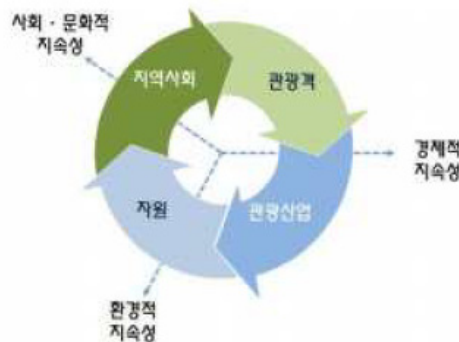 사회 · 문화적
지속성
지역사회
관광객
경제적
지속성
자원
관광산업
환경적
지속성